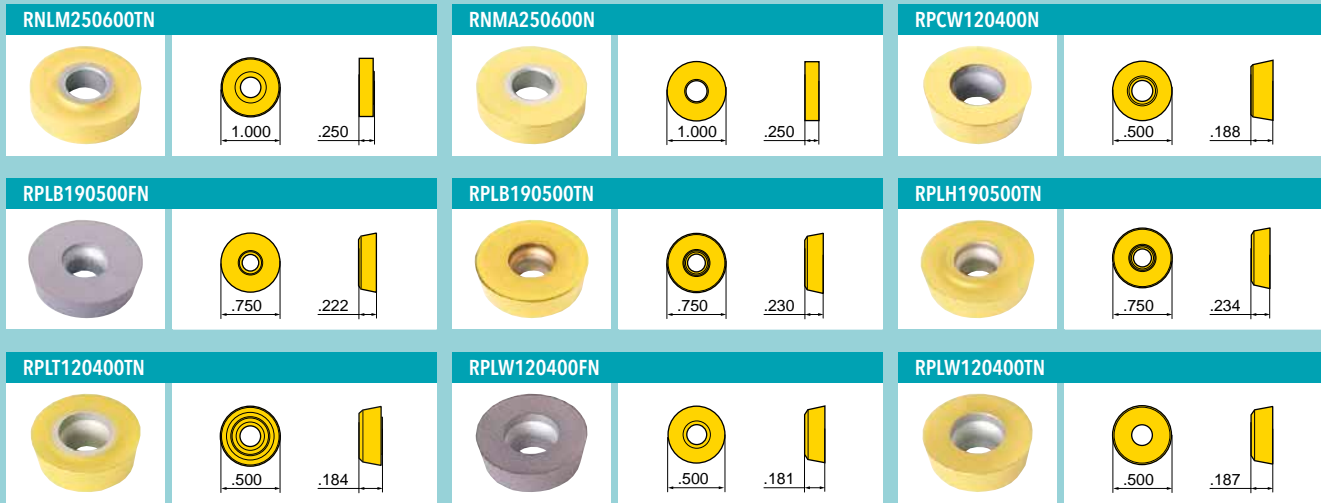 RNLM250600TN
1.000
.250
RNMA250600N
1.000
.250
RPCW120400N
.500
.188
RPLB190500FN
.750
.222
RPLB190500TN
.750
.230
RPLH190500TN
.750
.234
RPLT120400TN
.500
.184
RPLW120400FN
.500
.181
RPLW120400TN
.500
.187